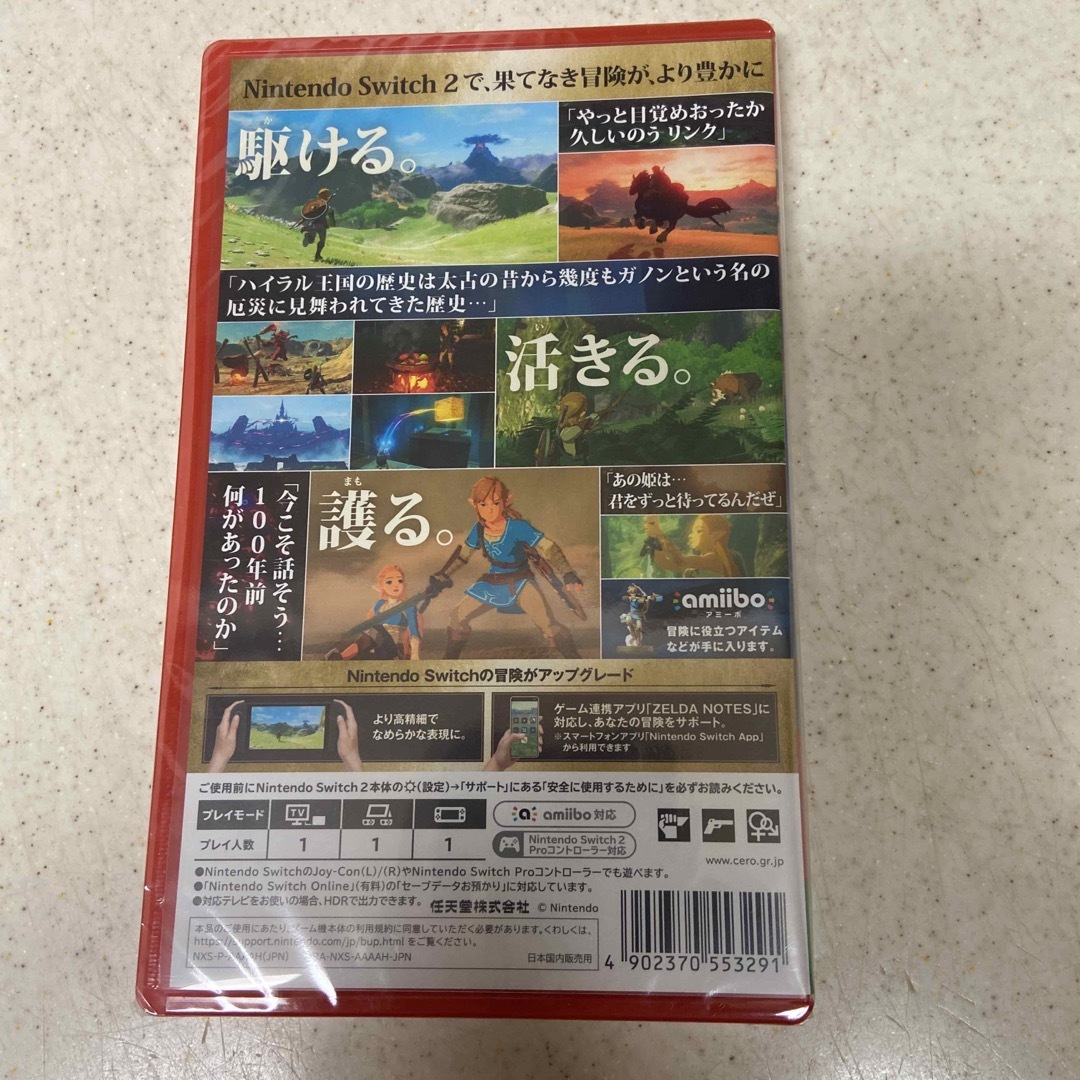 Nintendo Switch 2で、果てなき冒険が、より豊かに
か
駆ける。
「やっと目覚めおったか
久しいのう リンク」
「ハイラル王国の歴史は太古の昔から幾度もガノンという名の
厄災に見舞われてきた歴史…」
活きる。
「今こそ話そう…
100年前
何があったのか」
まも
護る。
「あの姫は…
君をずっと待ってるんだぜ」
amiibo
アミーボ
冒険に役立つアイテム
などが手に入ります。
Nintendo Switchの冒険がアップグレード
より高精細で
なめらかな表現に。
ゲーム連携アプリ「ZELDA NOTES」に
対応し、あなたの冒険をサポート。
※スマートフォンアプリ「Nintendo Switch App」
から利用できます
ご使用前にNintendo Switch 2本体の(設定)→「サポート」にある「安全に使用するために」を必ずお読みください。
プレイモード TV
プレイ人数 1 1 1
amiibo 対応
Nintendo Switch 2
Proコントローラー対応
www.cero.gr.jp
●Nintendo SwitchのJoy-Con(L)/(R)やNintendo Switch Proコントローラーでも遊べます。
●「Nintendo Switch Online」(有料)の「セーブデータお預かり」に対応しています。
●対応テレビをお使いの場合、HDRで出力できます。 任天堂株式会社 © Nintendo
本品のご使用にあたり、ゲーム機本体の利用規約に同意していただく必要があります。くわしくは、
https://support.nintendo.com/jp/bup.html をご覧ください。
NXS-P-AAAAH(JPN) BRA-NXS-AAAAH-JPN 日本国内販売用
4 902370 553291